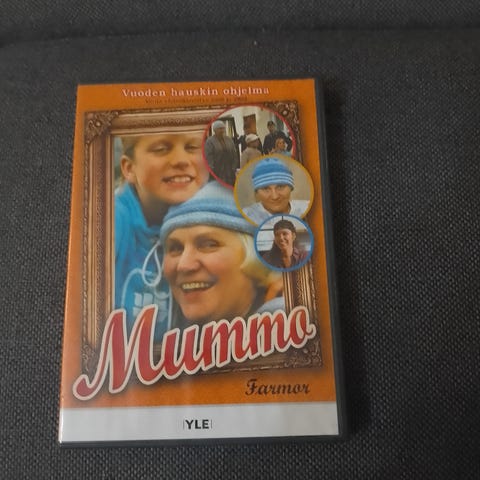 Vuoden hauskin ohjelma
Mummo
Farmor
YLE